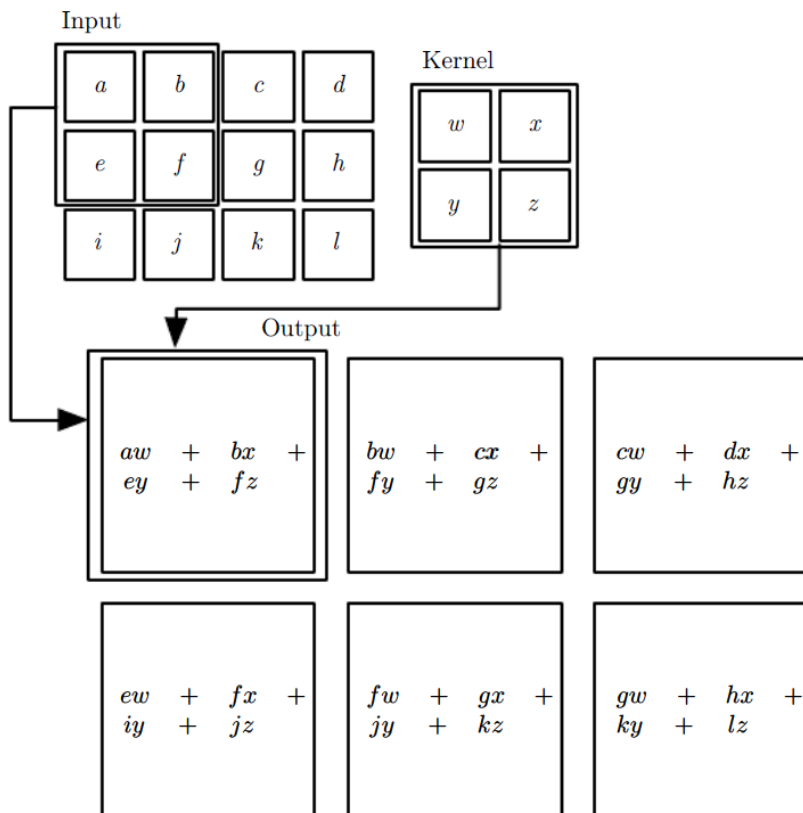 Input
Kernel
a b c d
w x
e f g h
y z
i j k l
Output
aw + bx +
ey + fz
bw + cx +
fy + gz
cw + dx +
gy + hz
ew + fx +
iy + jz
fw + gx +
jy + kz
gw + hx +
ky + lz